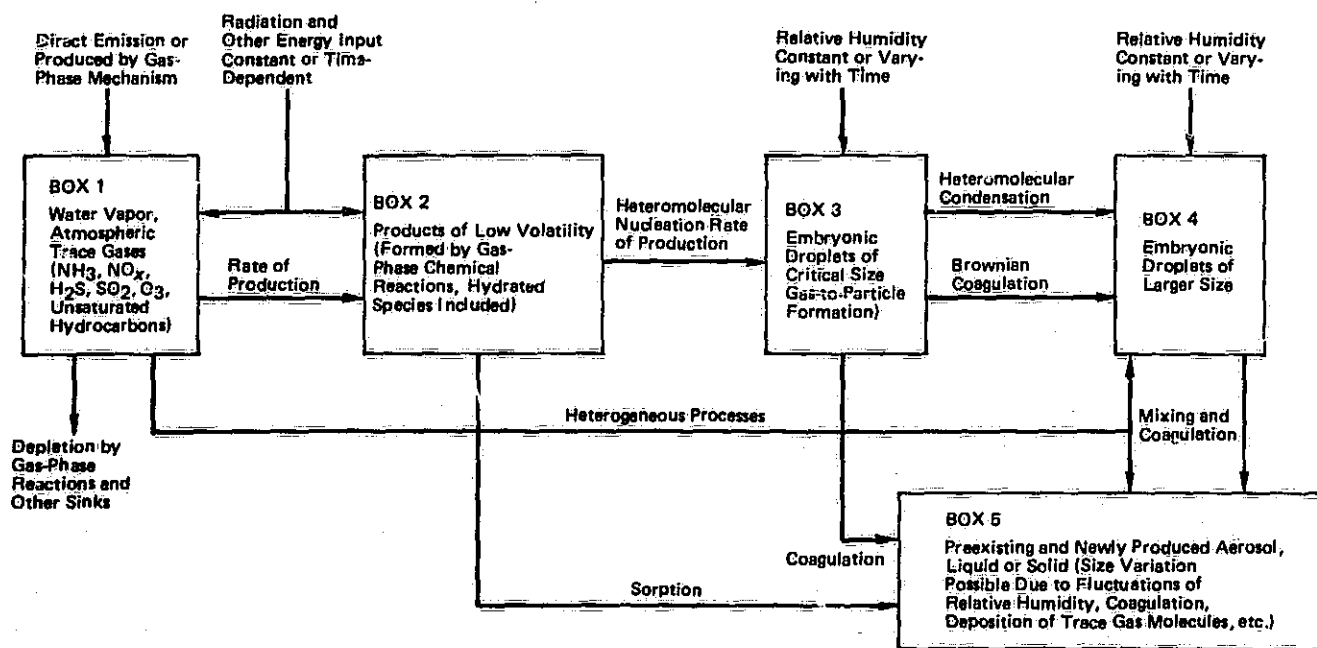 Direct Emission or
Produced by Gas-
Phase Mechanism
Radiation and
Other Energy Input
Constant or Time-
Dependent
Relative Humidity
Constant or Vary-
ing with Time
Relative Humidity
Constant or Vary-
ing with Time
BOX 1
Water Vapor,
Atmospheric
Trace Gases
(NH3, NOx,
H2S, SO2, O3,
Unsaturated
Hydrocarbons)
Rate of
Production
BOX 2
Products of Low Volatility
(Formed by Gas-
Phase Chemical
Reactions, Hydrated
Species Included)
Heteromolecular
Nucleation Rate
of Production
BOX 3
Embryonic
Droplets of
Critical Size
Gas-to-Particle
Formation)
Heteromolecular
Condensation
Brownian
Coagulation
BOX 4
Embryonic
Droplets of
Larger Size
Heterogeneous Processes
Mixing and
Coagulation
Depletion by
Gas-Phase
Reactions and
Other Sinks
Coagulation
Sorption
BOX 5
Preexisting and Newly Produced Aerosol,
Liquid or Solid (Size Variation
Possible Due to Fluctuations of
Relative Humidity, Coagulation,
Deposition of Trace Gas Molecules, etc.)